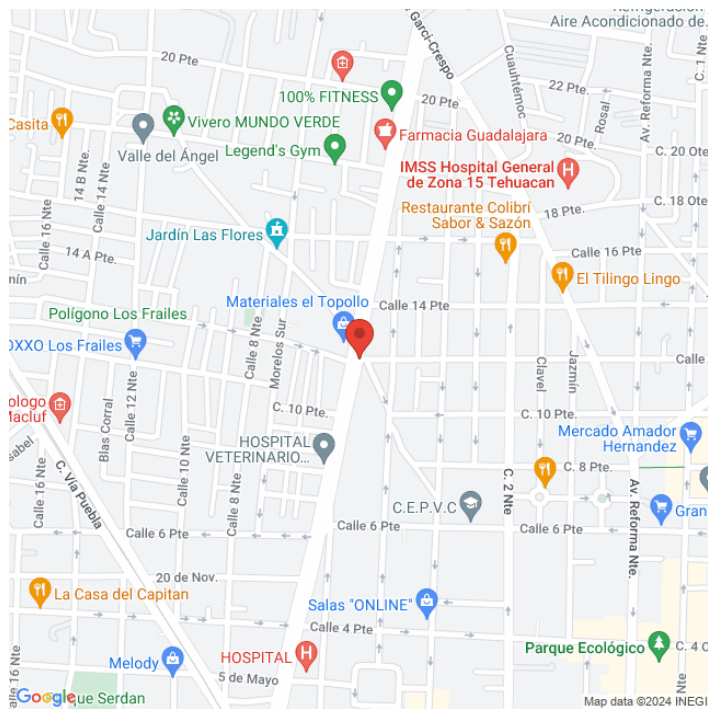 Refrigeración
Aire Acondicionado de...
Garci-Crespo
20 Pte
22 Pte.
C. 1 Nte
Cuauhtémoc
Rosal
Av. Reforma Nte.
100% FITNESS
20 Pte
Casita
Vivero MUNDO VERDE
Farmacia Guadalajara
20 Pte.
C. 20 Ote
Valle del Ángel
Legend's Gym
IMSS Hospital General
de Zona 15 Tehuacan
14 B Nte.
Calle 14 Nte
Calle 16 Nte
18 Pte.
C. 18 Ote
Restaurante Colibrí
Sabor & Sazón
Jardín Las Flores
Calle 16 Pte
14 A Pte.
El Tilingo Lingo
Materiales el Topollo
Calle 14 Pte
Polígono Los Frailes
OXXO Los Frailes
Calle 8 Nte
Morelos Sur
Calle
Clavel
Jazmín
Calle 12 Nte
C. 10 Pte.
C. 10 Pte.
Blas Corral
HOSPITAL
VETERINARIO...
Mercado Amador
Hernandez
C. 8 Pte.
Calle 16 Nte
C. Vía Puebla
Calle 10 Nte
Calle 8 Nte
C.E.P.V.C
C. 2 Nte
Av. Reforma Nte.
Gran
Calle 6 Pte
Calle 6 Pte
Calle 6 Pte
20 de Nov.
La Casa del Capitan
Salas "ONLINE"
Calle 4 Pte
Parque Ecológico
C. 4 O
Melody
HOSPITAL
5 de Mayo
Google
que Serdan
Map data ©2024 INEGI